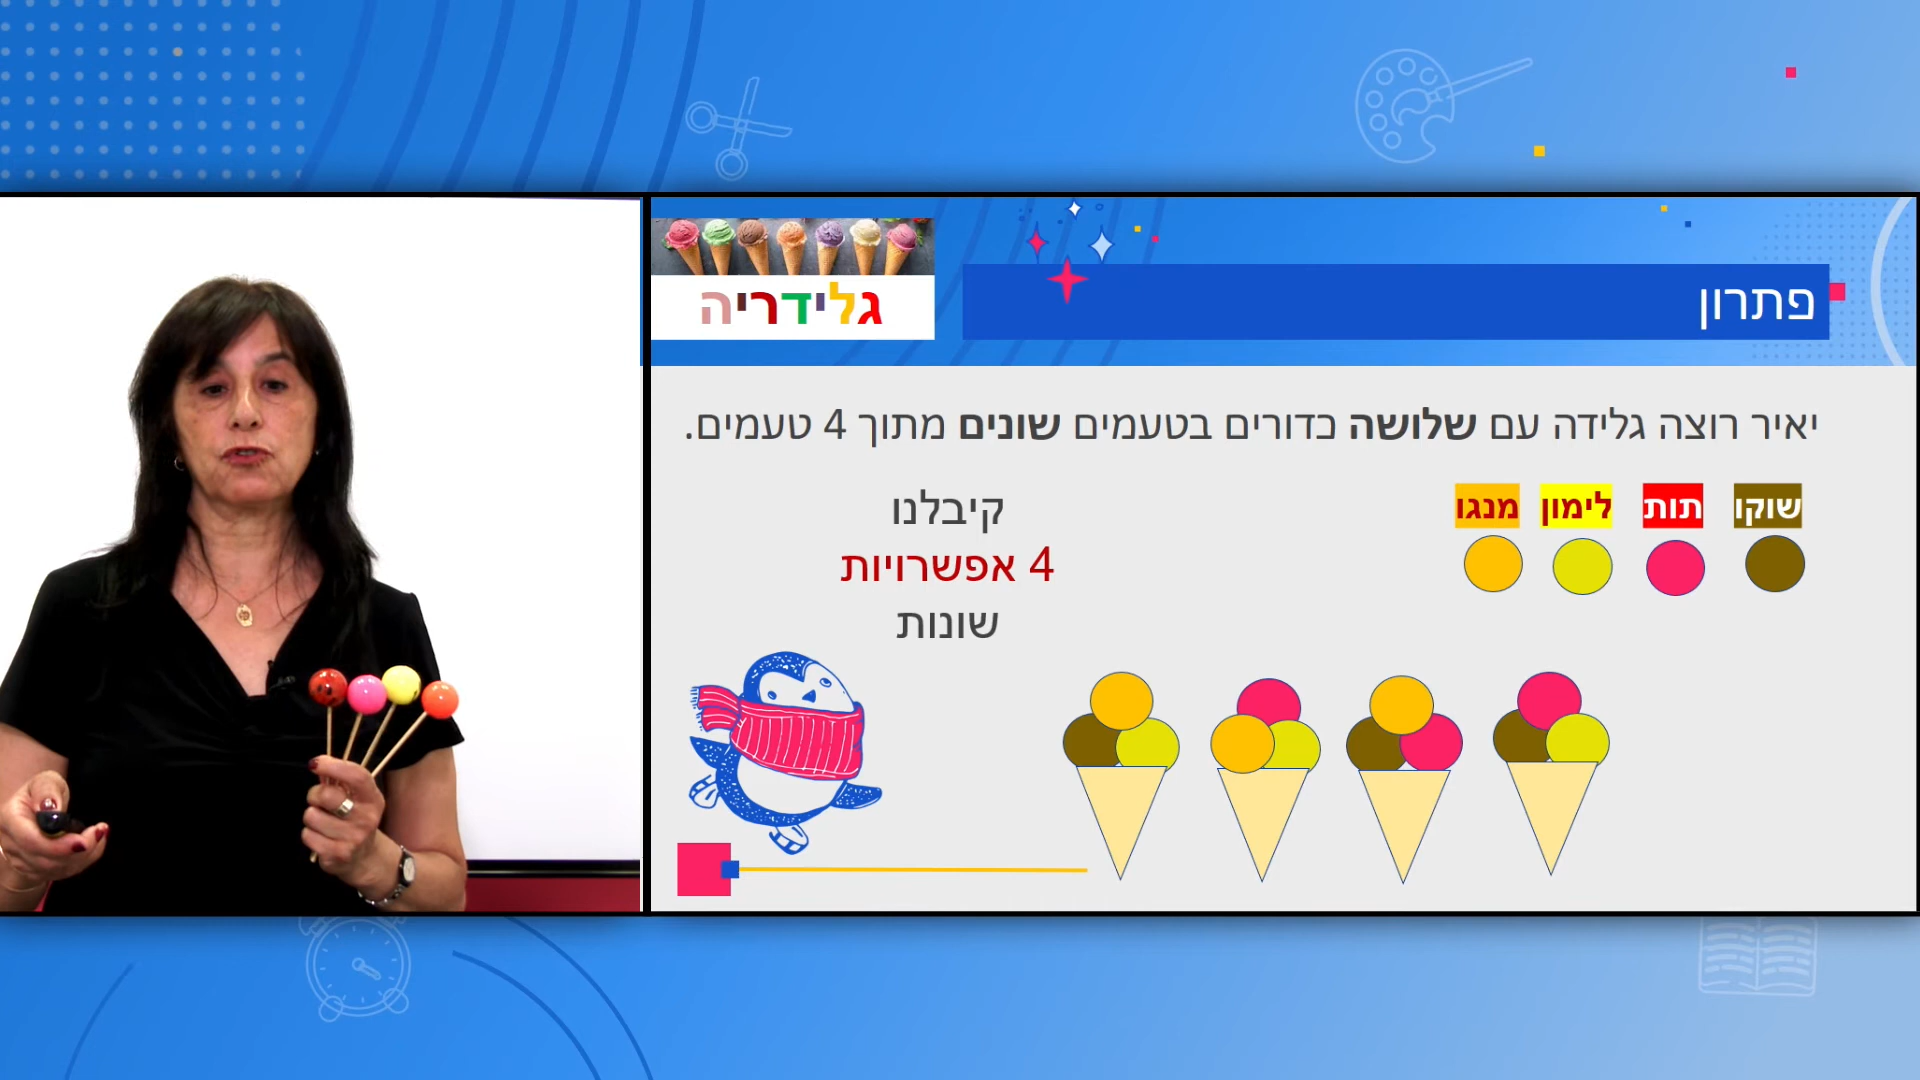 גלידריה
פתרון
יאיר רוצה גלידה עם שלושה כדורים בטעמים שונים מתוך 4 טעמים.
שוקו תות לימון מנגו
קיבלנו
4 אפשרויות
שונות